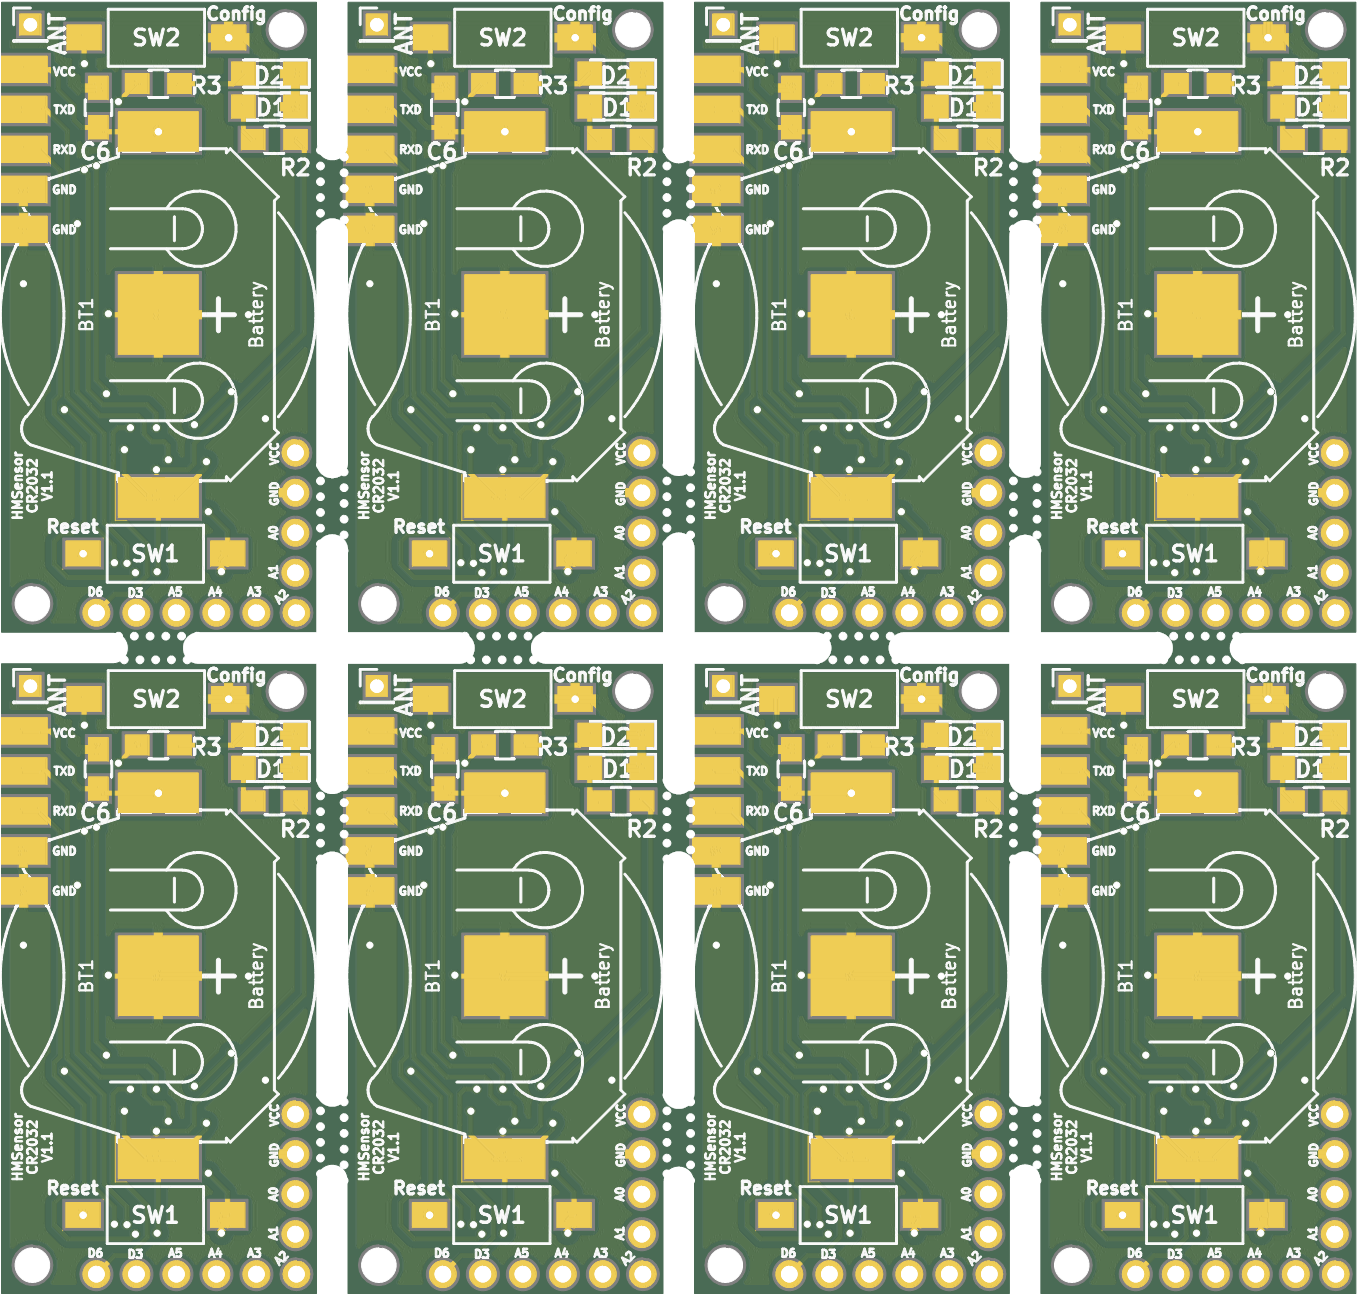 Config
ANT
SW2
VCC
D2
R3
TXD
D1
C6
RXD
R2
GND
GND
BT1
Battery
VCC
HMSensor
CR2032
V1.1
GND
Reset
A0
SW1
A1
D6 D3 A5 A4 A3 A2
Config
ANT
SW2
VCC
D2
R3
TXD
D1
C6
RXD
R2
GND
GND
BT1
Battery
VCC
HMSensor
CR2032
V1.1
GND
Reset
A0
SW1
A1
D6 D3 A5 A4 A3 A2
Config
ANT
SW2
VCC
D2
R3
TXD
D1
C6
RXD
R2
GND
GND
BT1
Battery
VCC
HMSensor
CR2032
V1.1
GND
Reset
A0
SW1
A1
D6 D3 A5 A4 A3 A2
Config
ANT
SW2
VCC
D2
R3
TXD
D1
C6
RXD
R2
GND
GND
BT1
Battery
VCC
HMSensor
CR2032
V1.1
GND
Reset
A0
SW1
A1
D6 D3 A5 A4 A3 A2
Config
ANT
SW2
VCC
D2
R3
TXD
D1
C6
RXD
R2
GND
GND
BT1
Battery
VCC
HMSensor
CR2032
V1.1
GND
Reset
A0
SW1
A1
D6 D3 A5 A4 A3 A2
Config
ANT
SW2
VCC
D2
R3
TXD
D1
C6
RXD
R2
GND
GND
BT1
Battery
VCC
HMSensor
CR2032
V1.1
GND
Reset
A0
SW1
A1
D6 D3 A5 A4 A3 A2
Config
ANT
SW2
VCC
D2
R3
TXD
D1
C6
RXD
R2
GND
GND
BT1
Battery
VCC
HMSensor
CR2032
V1.1
GND
Reset
A0
SW1
A1
D6 D3 A5 A4 A3 A2
Config
ANT
SW2
VCC
D2
R3
TXD
D1
C6
RXD
R2
GND
GND
BT1
Battery
VCC
HMSensor
CR2032
V1.1
GND
Reset
A0
SW1
A1
D6 D3 A5 A4 A3 A2